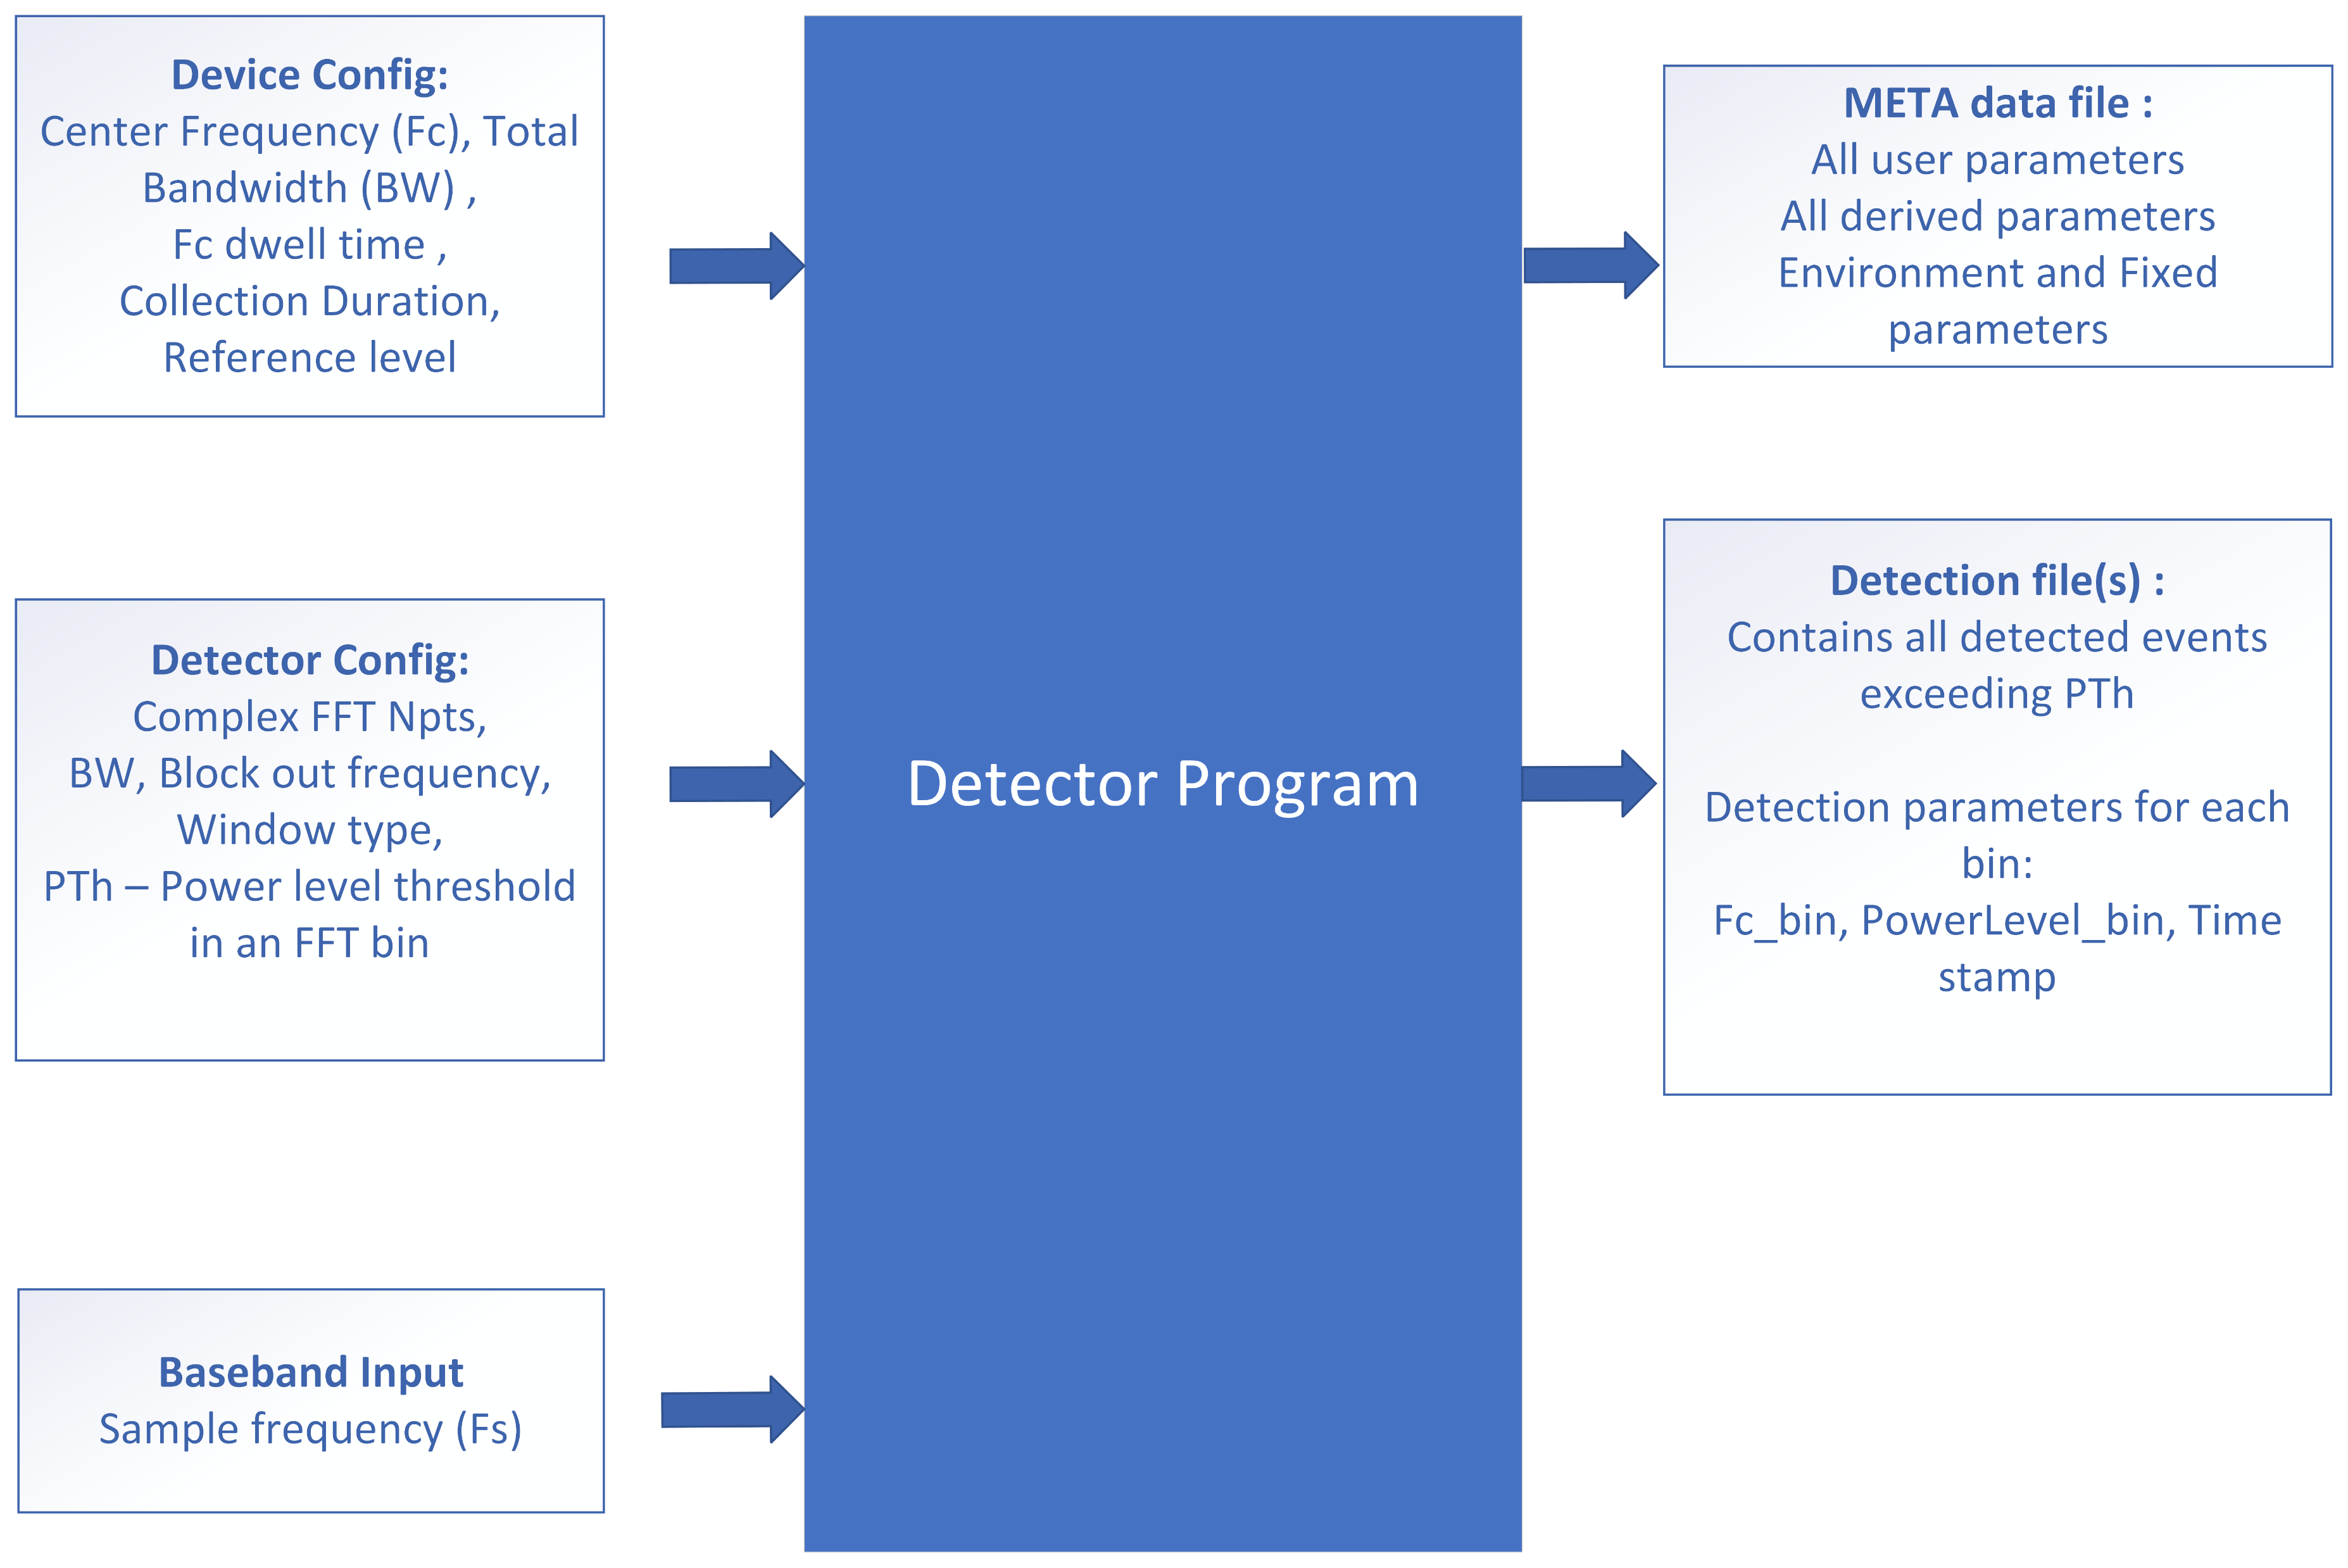 Device Config:
Center Frequency (Fc), Total
Bandwidth (BW) ,
Fc dwell time ,
Collection Duration,
Reference level
Detector Config:
Complex FFT Npts,
BW, Block out frequency,
Window type,
PTh – Power level threshold
in an FFT bin
Baseband Input
Sample frequency (Fs)
Detector Program
META data file :
All user parameters
All derived parameters
Environment and Fixed
parameters
Detection file(s) :
Contains all detected events
exceeding PTh
Detection parameters for each
bin:
Fc_bin, PowerLevel_bin, Time
stamp